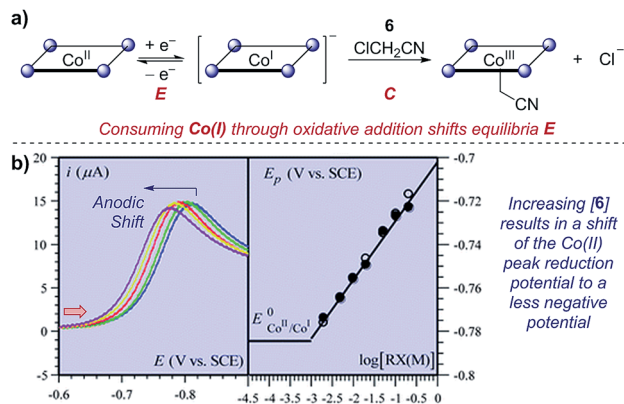 a)
Co^II
+ e⁻
− e⁻
E
Co^I
−
6
ClCH₂CN
C
Co^III
CN
+ Cl⁻
Consuming Co(I) through oxidative addition shifts equilibria E
b)
20
15
10
5
0
-5
i (μA)
Anodic
Shift
E (V vs. SCE)
-0.6
-0.7
-0.8
E_p (V vs. SCE)
E⁰ Co^II/Co^I
log[RX(M)]
-4.5 -4 -3.5 -3 -2.5 -2 -1.5 -1 -0.5 0
-0.7
-0.72
-0.74
-0.76
-0.78
-0.8
Increasing [6]
results in a shift
of the Co(II)
peak reduction
potential to a
less negative
potential